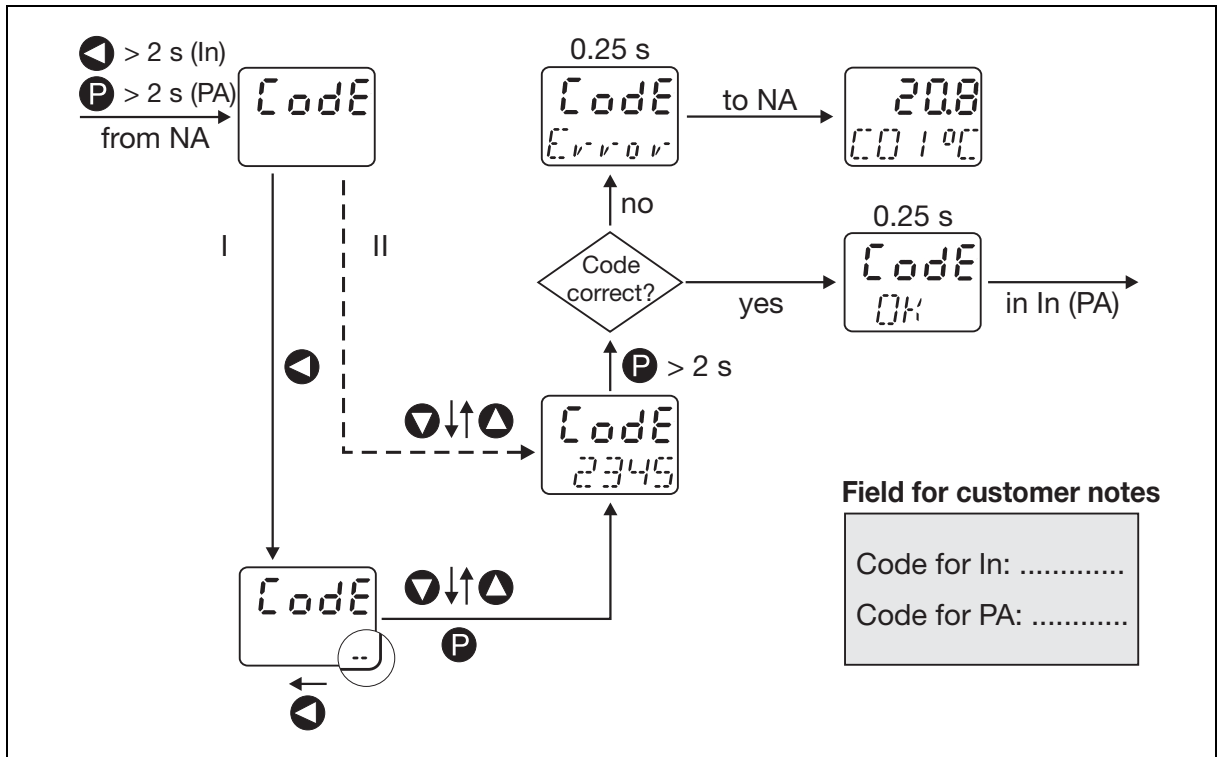 > 2 s (In)
P > 2 s (PA)
from NA
CodE
0.25 s
CodE
Error
to NA
20.8
C01°C
I
II
no
Code
correct?
yes
0.25 s
CodE
OK
in In (PA)
P > 2 s
CodE
2345
CodE
--
P
Field for customer notes
Code for In: .............
Code for PA: ............